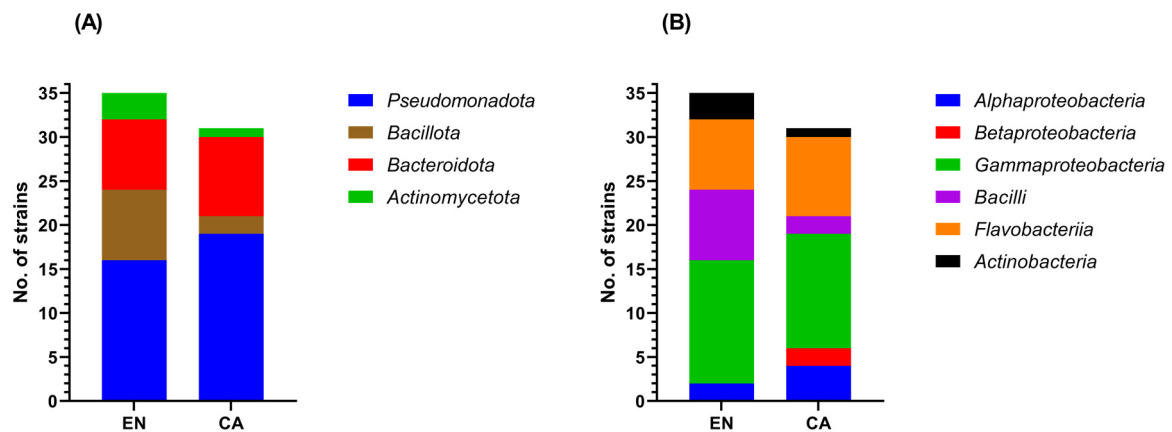 (A)
No. of strains
35
30
25
20
15
10
5
0
EN
CA
Pseudomonadota
Bacillota
Bacteroidota
Actinomycetota
(B)
No. of strains
35
30
25
20
15
10
5
0
EN
CA
Alphaproteobacteria
Betaproteobacteria
Gammaproteobacteria
Bacilli
Flavobacteriia
Actinobacteria